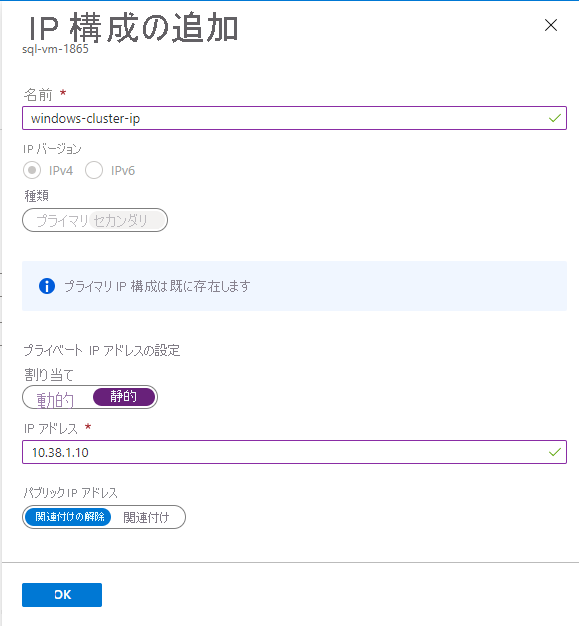 IP 構成の追加
sql-vm-1865
名前 *
windows-cluster-ip
IP バージョン
IPv4 IPv6
種類
プライマリ セカンダリ
プライマリ IP 構成は既に存在します
プライベート IP アドレスの設定
割り当て
動的 静的
IP アドレス *
10.38.1.10
パブリック IP アドレス
関連付けの解除 関連付け
OK